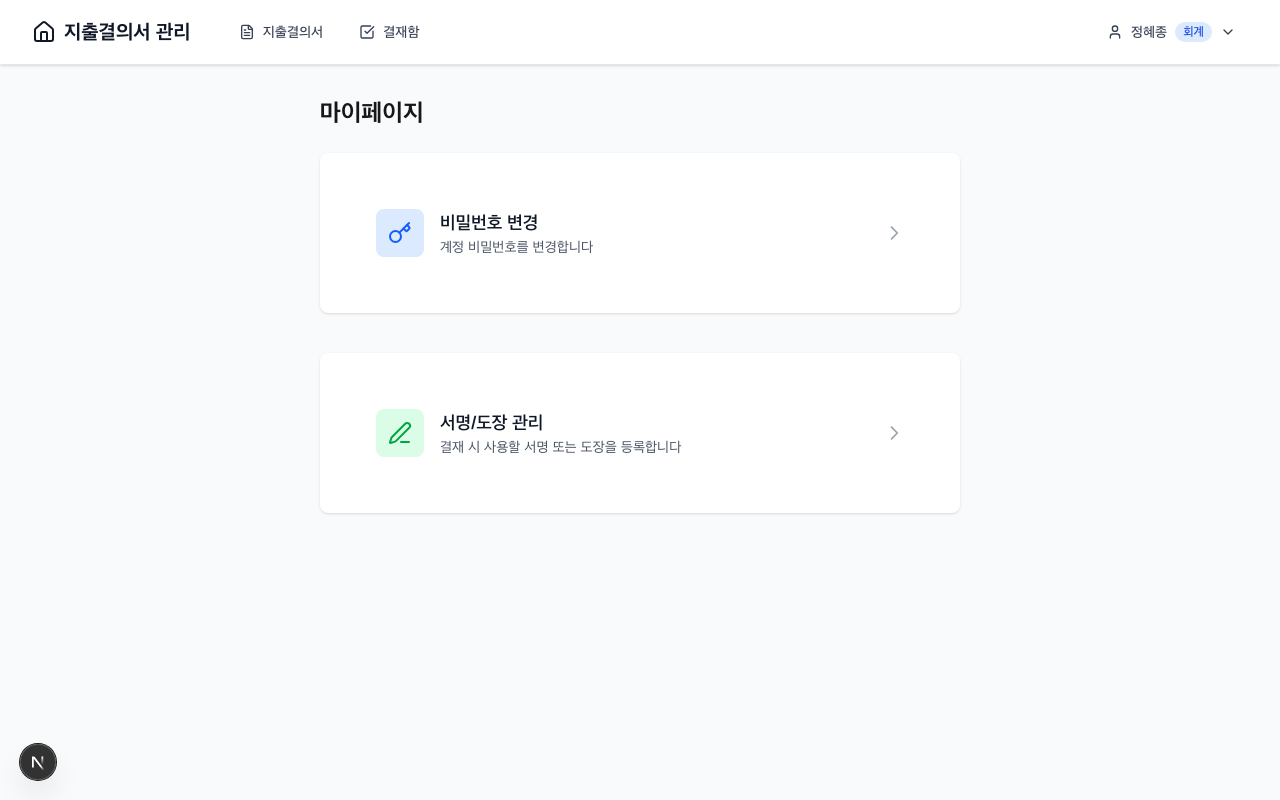 지출결의서 관리
지출결의서
결재함
정혜종
회계
마이페이지
비밀번호 변경
계정 비밀번호를 변경합니다
서명/도장 관리
결재 시 사용할 서명 또는 도장을 등록합니다
N